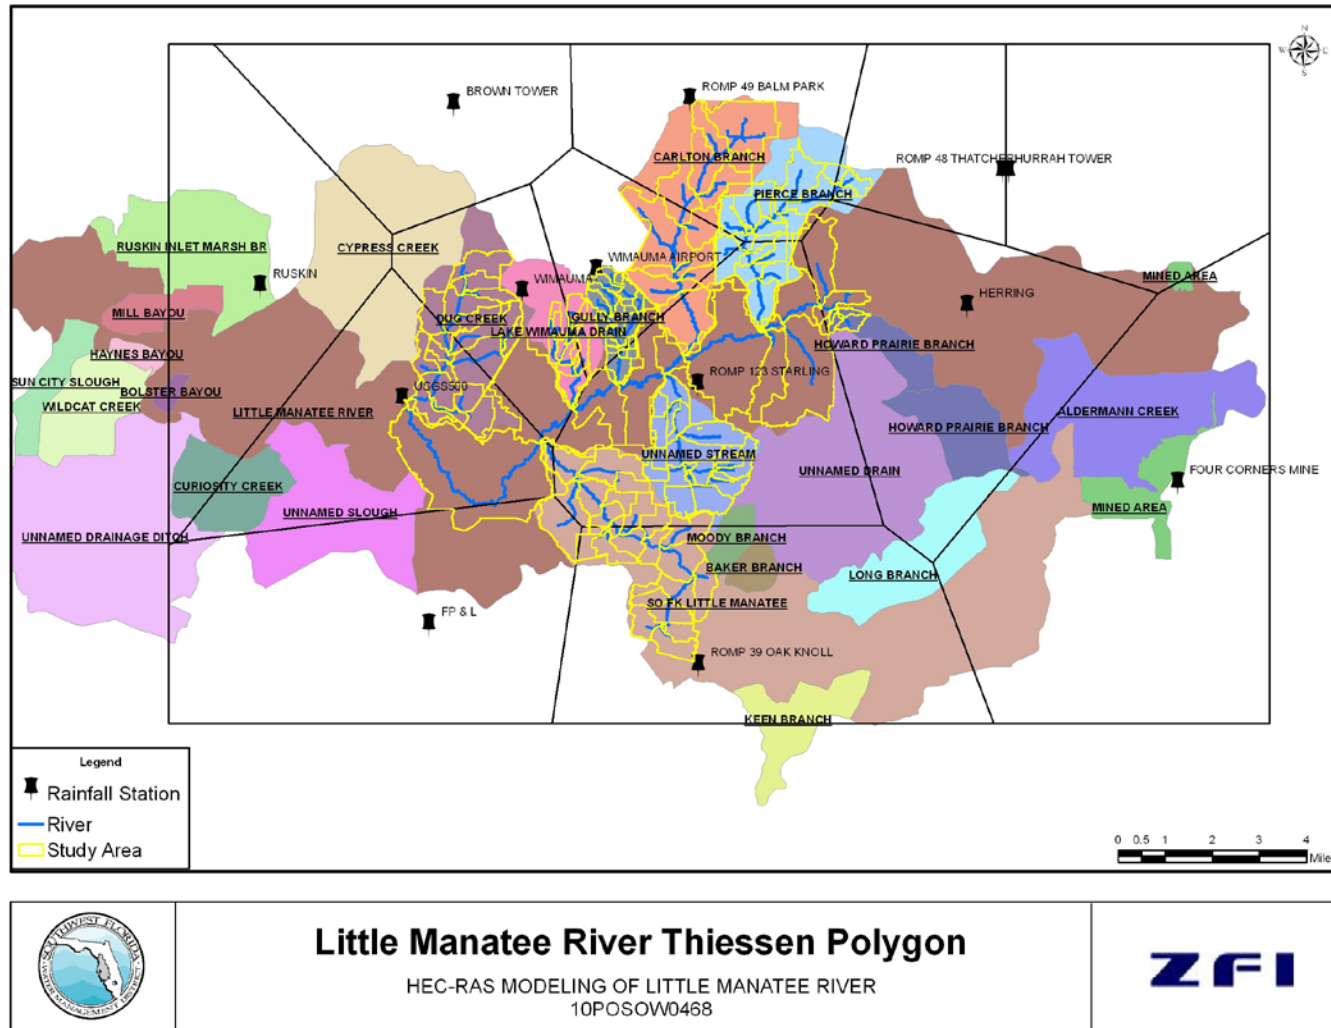 N
W E
S
BROWN TOWER
ROMP 49 BALM PARK
CARLTON BRANCH
ROMP 48 THATCHERHURRAH TOWER
PIERCE BRANCH
RUSKIN INLET MARSH BR
CYPRESS CREEK
WIMAUMA AIRPORT
RUSKIN
WIMAUMA
MINED AREA
HERRING
MILL BAYOU
DUG CREEK
GULLY BRANCH
LAKE WIMAUMA DRAIN
HOWARD PRAIRIE BRANCH
HAYNES BAYOU
SUN CITY SLOUGH
BOLSTER BAYOU
USGS500
ROMP 123 STARLING
WILDCAT CREEK
LITTLE MANATEE RIVER
ALDERMANN CREEK
HOWARD PRAIRIE BRANCH
UNNAMED STREAM
UNNAMED DRAIN
FOUR CORNERS MINE
CURIOSITY CREEK
UNNAMED SLOUGH
MINED AREA
UNNAMED DRAINAGE DITCH
MOODY BRANCH
BAKER BRANCH
LONG BRANCH
SO FK LITTLE MANATEE
FP & L
ROMP 39 OAK KNOLL
KEEN BRANCH
Legend
Rainfall Station
River
Study Area
0 0.5 1 2 3 4
Mile
SOUTHWEST FLORIDA
WATER MANAGEMENT DISTRICT
Little Manatee River Thiessen Polygon
HEC-RAS MODELING OF LITTLE MANATEE RIVER
10POSOW0468
ZFI